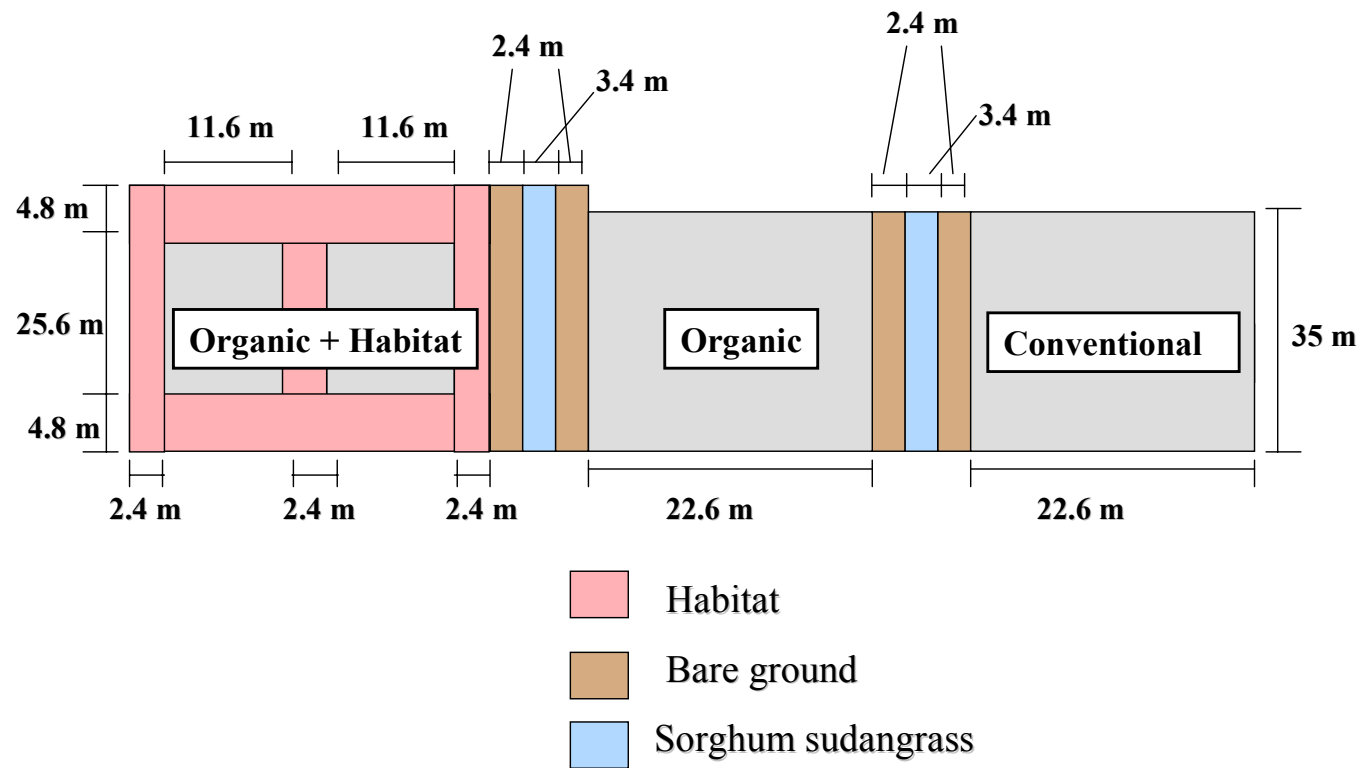 2.4 m
2.4 m
3.4 m
3.4 m
11.6 m
11.6 m
4.8 m
25.6 m
4.8 m
Organic + Habitat
Organic
Conventional
35 m
2.4 m
2.4 m
2.4 m
22.6 m
22.6 m
Habitat
Bare ground
Sorghum sudangrass